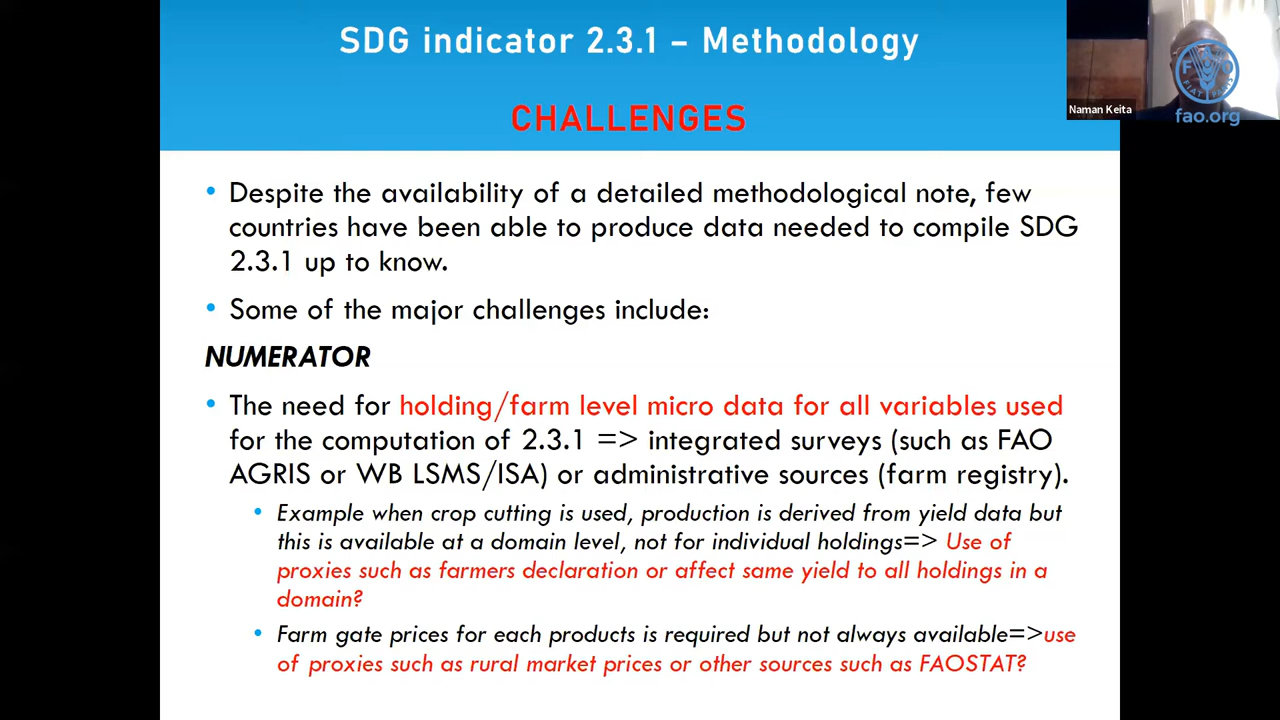 SDG indicator 2.3.1 – Methodology
CHALLENGES
Naman Keita
FAO
FIAT PANIS
fao.org
• Despite the availability of a detailed methodological note, few
countries have been able to produce data needed to compile SDG
2.3.1 up to know.
• Some of the major challenges include:
NUMERATOR
• The need for holding/farm level micro data for all variables used
for the computation of 2.3.1 => integrated surveys (such as FAO
AGRIS or WB LSMS/ISA) or administrative sources (farm registry).
• Example when crop cutting is used, production is derived from yield data but
this is available at a domain level, not for individual holdings=> Use of
proxies such as farmers declaration or affect same yield to all holdings in a
domain?
• Farm gate prices for each products is required but not always available=>use
of proxies such as rural market prices or other sources such as FAOSTAT?